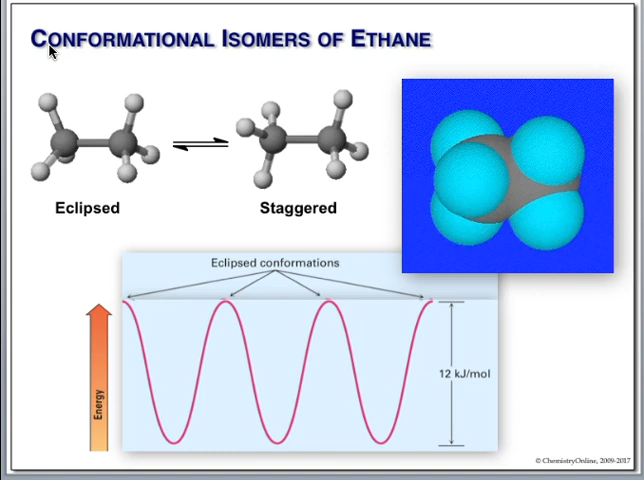 CONFORMATIONAL ISOMERS OF ETHANE
Eclipsed
Staggered
Eclipsed conformations
Energy
12 kJ/mol
© ChemistryOnline, 2009-2017